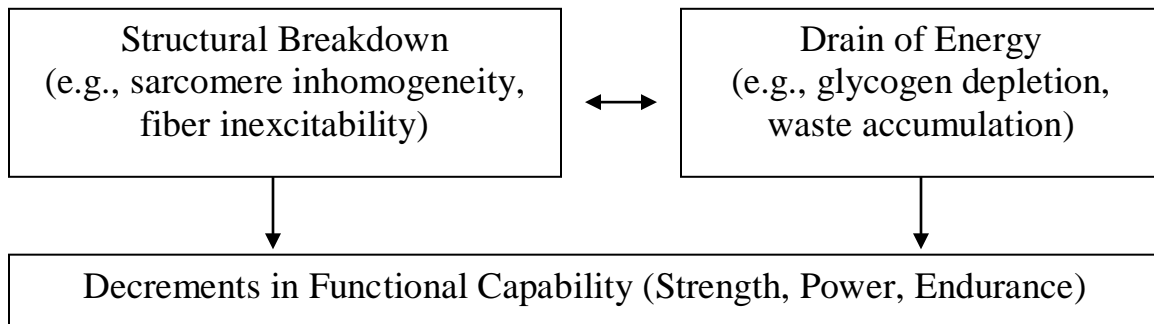 Structural Breakdown
(e.g., sarcomere inhomogeneity,
fiber inexcitability)
Drain of Energy
(e.g., glycogen depletion,
waste accumulation)
Decrements in Functional Capability (Strength, Power, Endurance)